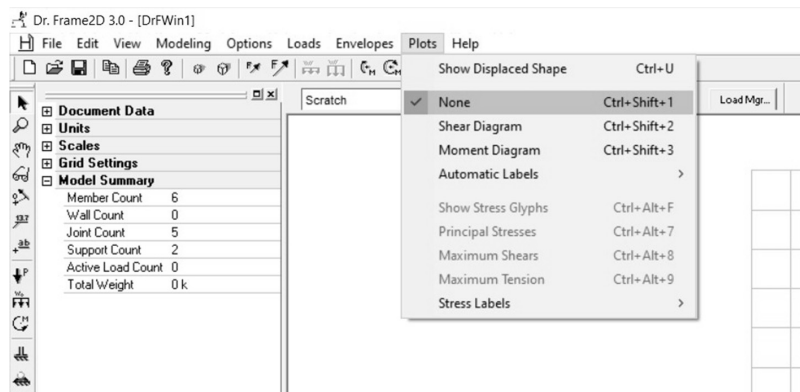 Dr. Frame2D 3.0 - [DrFWin1]
File Edit View Modeling Options Loads Envelopes Plots Help
Scratch
Load Mgr...
Show Displaced Shape Ctrl+U
None Ctrl+Shift+1
Shear Diagram Ctrl+Shift+2
Moment Diagram Ctrl+Shift+3
Automatic Labels
Show Stress Glyphs Ctrl+Alt+F
Principal Stresses Ctrl+Alt+7
Maximum Shears Ctrl+Alt+8
Maximum Tension Ctrl+Alt+9
Stress Labels
Document Data
Units
Scales
Grid Settings
Model Summary
Member Count 6
Wall Count 0
Joint Count 5
Support Count 2
Active Load Count 0
Total Weight 0 k